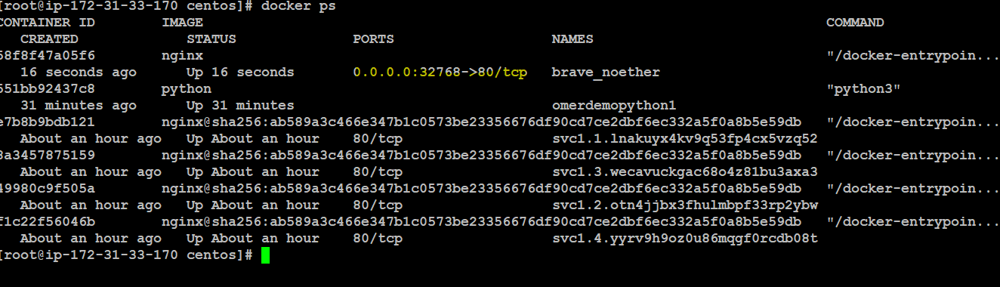 [root@ip-172-31-33-170 centos]# docker ps
CONTAINER ID IMAGE COMMAND
CREATED STATUS PORTS NAMES
58f8f47a05f6 nginx "/docker-entrypoin...
16 seconds ago Up 16 seconds 0.0.0.0:32768->80/tcp brave_noether
551bb92437c8 python "python3"
31 minutes ago Up 31 minutes omerdemopython1
e7b8b9bdb121 nginx@sha256:ab589a3c466e347b1c0573be23356676df90cd7ce2dbf6ec332a5f0a8b5e59db "/docker-entrypoin...
About an hour ago Up About an hour 80/tcp svc1.1.lnakuyx4kv9q53fp4cx5vzq52
3a3457875159 nginx@sha256:ab589a3c466e347b1c0573be23356676df90cd7ce2dbf6ec332a5f0a8b5e59db "/docker-entrypoin...
About an hour ago Up About an hour 80/tcp svc1.3.wecavuckgac68o4z81bu3axa3
49980c9f505a nginx@sha256:ab589a3c466e347b1c0573be23356676df90cd7ce2dbf6ec332a5f0a8b5e59db "/docker-entrypoin...
About an hour ago Up About an hour 80/tcp svc1.2.otn4jjbx3fhulmbpf33rp2ybw
f1c22f56046b nginx@sha256:ab589a3c466e347b1c0573be23356676df90cd7ce2dbf6ec332a5f0a8b5e59db "/docker-entrypoin...
About an hour ago Up About an hour 80/tcp svc1.4.yyrv9h9oz0u86mqgf0rcdb08t
[root@ip-172-31-33-170 centos]#